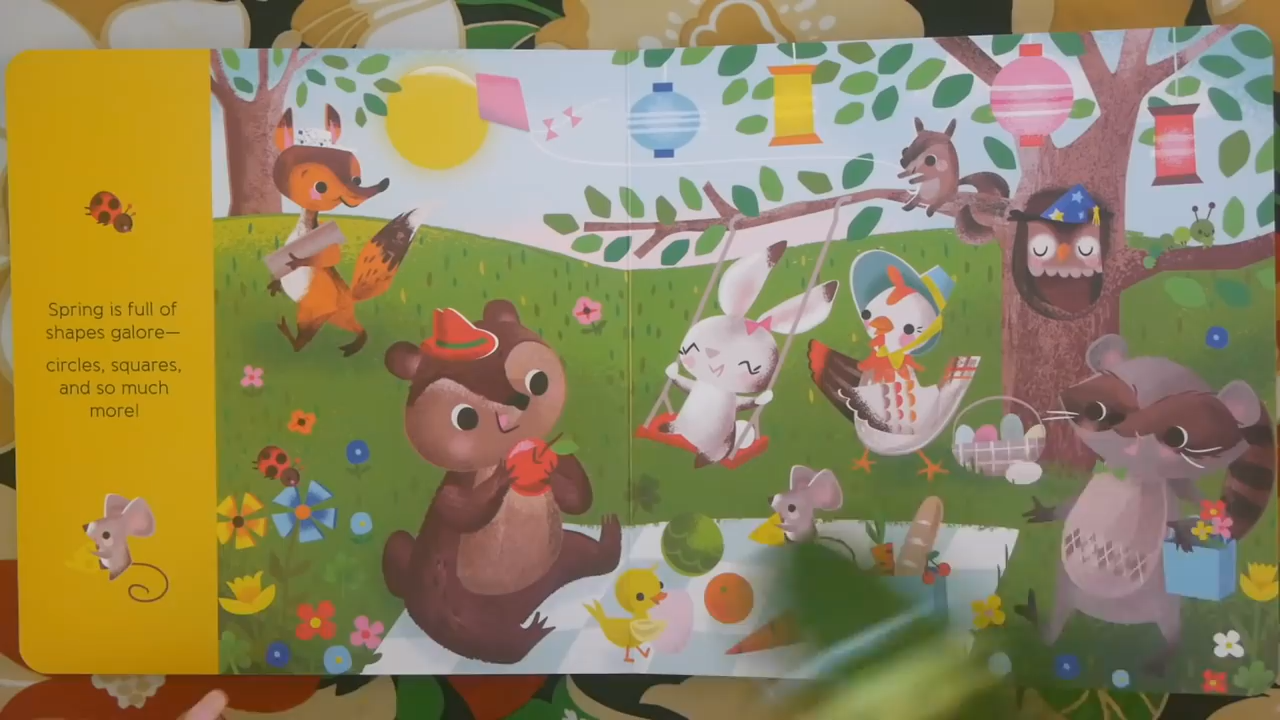 Spring is full of
shapes galore—
circles, squares,
and so much
more!